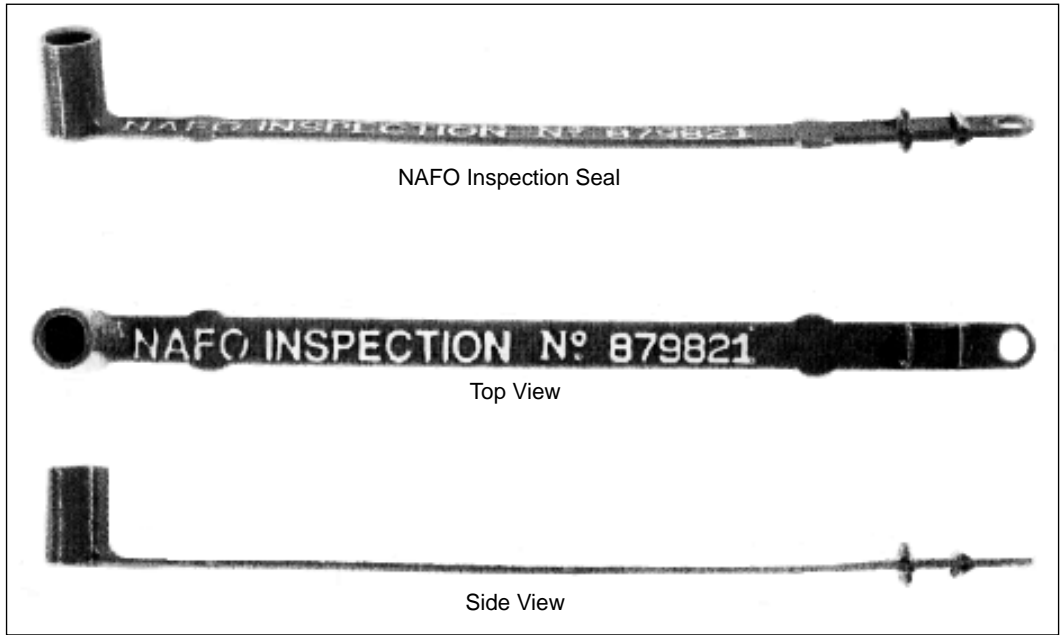 NAFO INSPECTION Nº 879821
NAFO Inspection Seal
NAFO INSPECTION Nº 879821
Top View
Side View